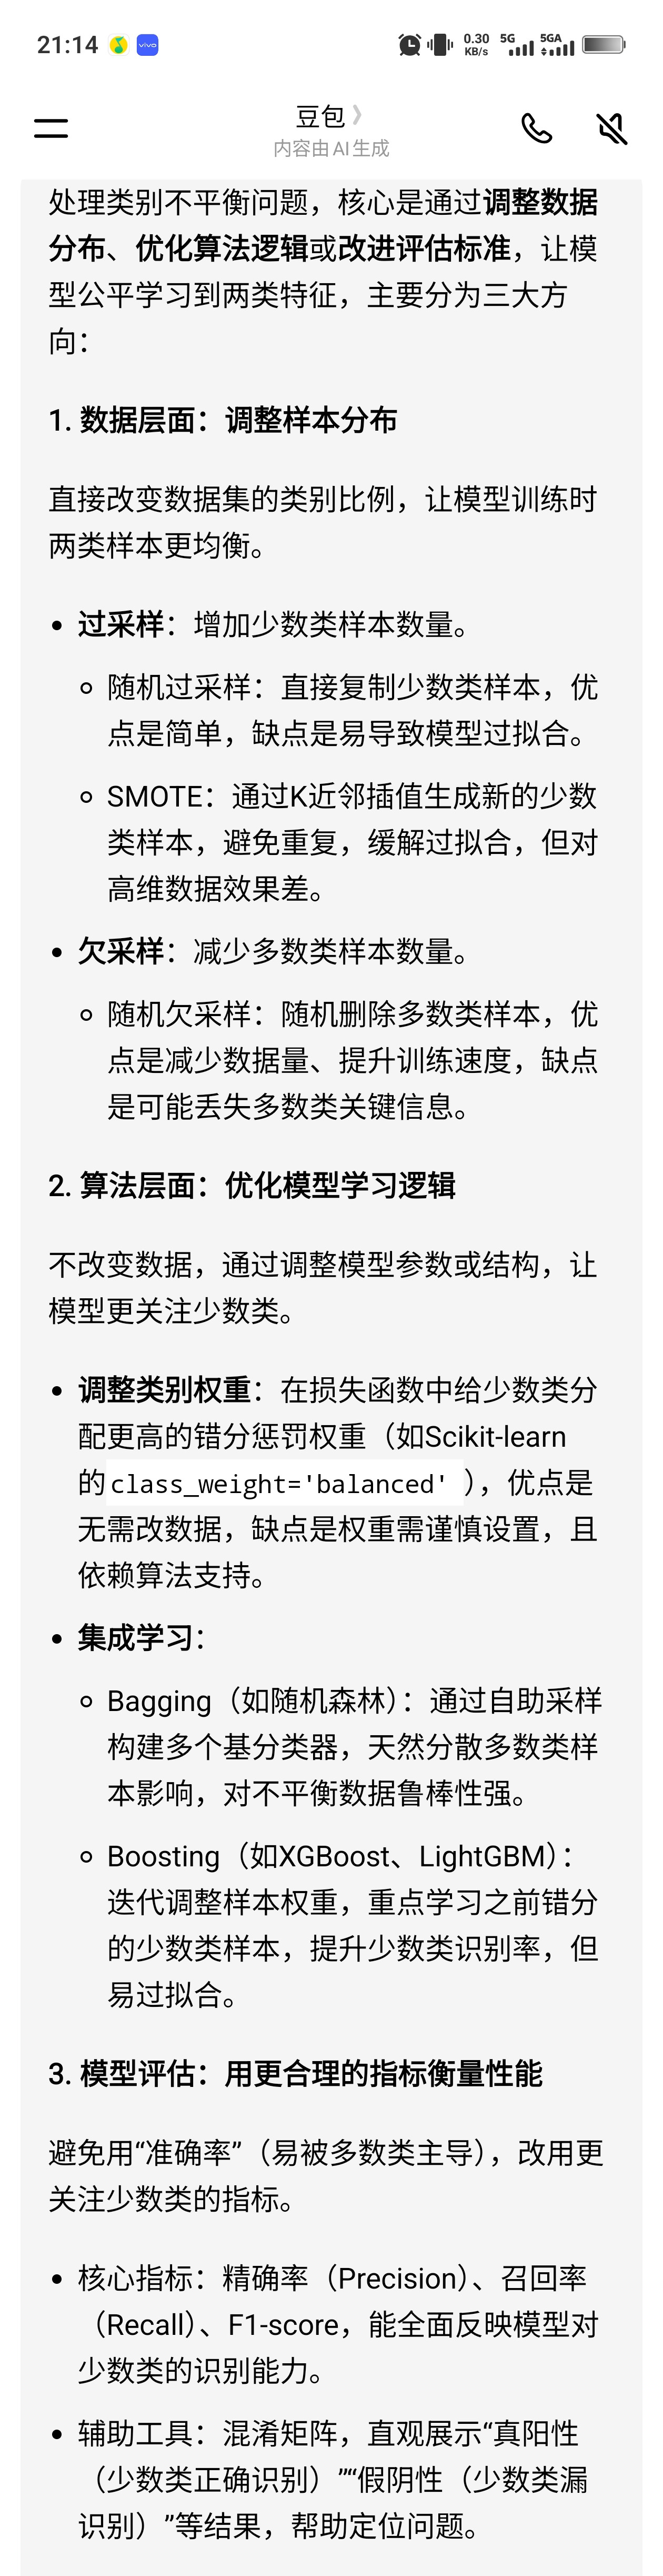 21:14 vivo 0.30 KB/s 5G 5GA
豆包》
内容由AI生成
处理类别不平衡问题，核心是通过调整数据
分布、优化算法逻辑或改进评估标准，让模
型公平学习到两类特征，主要分为三大方
向：
1. 数据层面：调整样本分布
直接改变数据集的类别比例，让模型训练时
两类样本更均衡。
• 过采样：增加少数类样本数量。
◦ 随机过采样：直接复制少数类样本，优
点是简单，缺点是易导致模型过拟合。
◦ SMOTE：通过K近邻插值生成新的少数
类样本，避免重复，缓解过拟合，但对
高维数据效果差。
• 欠采样：减少多数类样本数量。
◦ 随机欠采样：随机删除多数类样本，优
点是减少数据量、提升训练速度，缺点
是可能丢失多数类关键信息。
2. 算法层面：优化模型学习逻辑
不改变数据，通过调整模型参数或结构，让
模型更关注少数类。
• 调整类别权重：在损失函数中给少数类分
配更高的错分惩罚权重（如Scikit-learn
的class_weight='balanced' ），优点是
无需改数据，缺点是权重需谨慎设置，且
依赖算法支持。
• 集成学习：
◦ Bagging（如随机森林）：通过自助采样
构建多个基分类器，天然分散多数类样
本影响，对不平衡数据鲁棒性强。
◦ Boosting（如XGBoost、LightGBM）：
迭代调整样本权重，重点学习之前错分
的少数类样本，提升少数类识别率，但
易过拟合。
3. 模型评估：用更合理的指标衡量性能
避免用“准确率”（易被多数类主导），改用更
关注少数类的指标。
• 核心指标：精确率（Precision）、召回率
（Recall）、F1-score，能全面反映模型对
少数类的识别能力。
• 辅助工具：混淆矩阵，直观展示“真阳性
（少数类正确识别）”“假阴性（少数类漏
识别）”等结果，帮助定位问题。